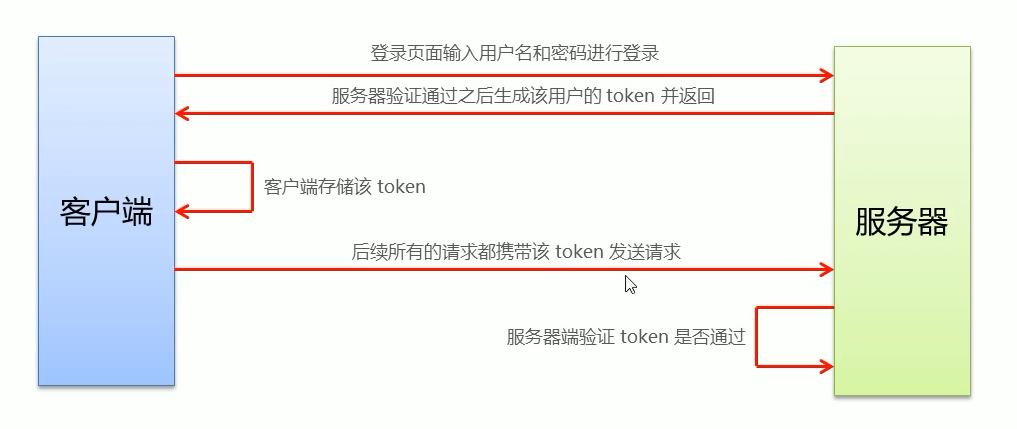 登录页面输入用户名和密码进行登录
服务器验证通过之后生成该用户的 token 并返回
客户端存储该 token
客户端
服务器
后续所有的请求都携带该 token 发送请求
服务器端验证 token 是否通过